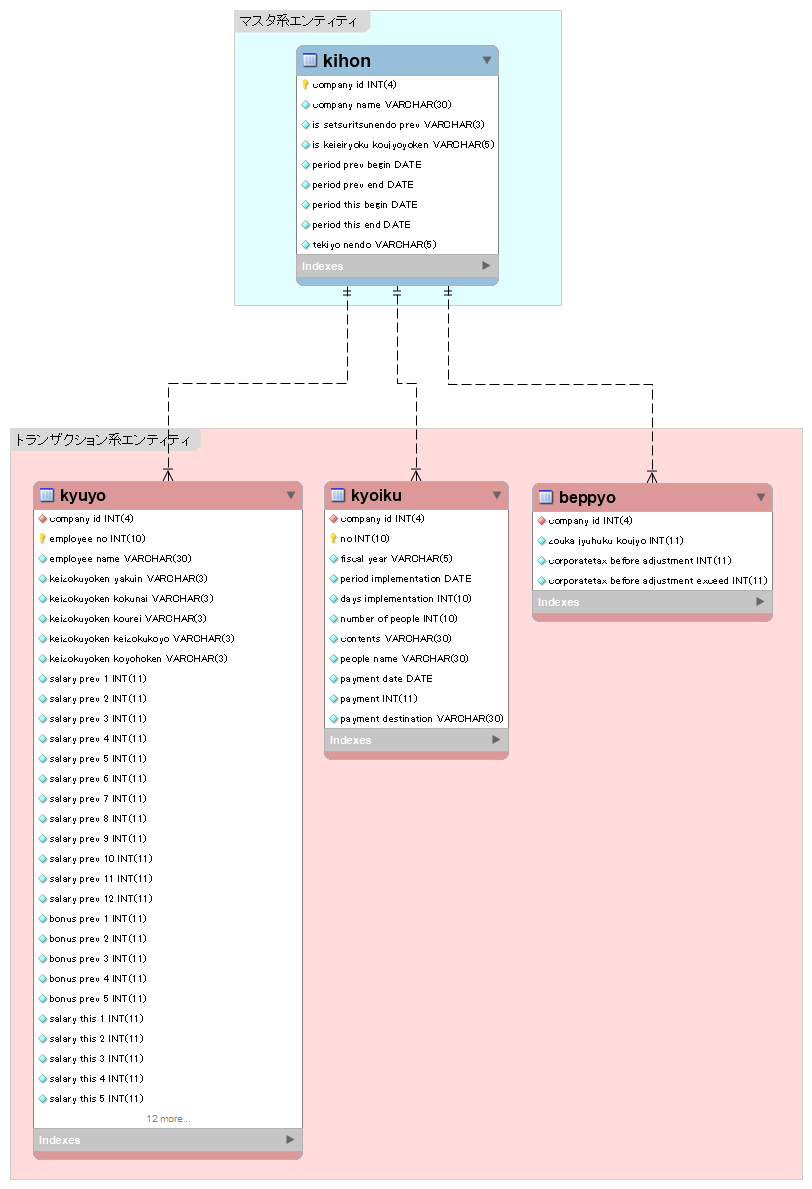 マスタ系エンティティ
kihon
company id INT(4)
company name VARCHAR(30)
is setsuritsunendo prev VARCHAR(3)
is keieiryoku koujyoyoken VARCHAR(5)
period prev begin DATE
period prev end DATE
period this begin DATE
period this end DATE
tekiyo nendo VARCHAR(5)
Indexes
トランザクション系エンティティ
kyuyo
company id INT(4)
employee no INT(10)
employee name VARCHAR(30)
keizokuyoken yakuin VARCHAR(3)
keizokuyoken kokunai VARCHAR(3)
keizokuyoken kourei VARCHAR(3)
keizokuyoken keizokukoyo VARCHAR(3)
keizokuyoken koyohoken VARCHAR(3)
salary prev 1 INT(11)
salary prev 2 INT(11)
salary prev 3 INT(11)
salary prev 4 INT(11)
salary prev 5 INT(11)
salary prev 6 INT(11)
salary prev 7 INT(11)
salary prev 8 INT(11)
salary prev 9 INT(11)
salary prev 10 INT(11)
salary prev 11 INT(11)
salary prev 12 INT(11)
bonus prev 1 INT(11)
bonus prev 2 INT(11)
bonus prev 3 INT(11)
bonus prev 4 INT(11)
bonus prev 5 INT(11)
salary this 1 INT(11)
salary this 2 INT(11)
salary this 3 INT(11)
salary this 4 INT(11)
salary this 5 INT(11)
12 more...
Indexes
kyoiku
company id INT(4)
no INT(10)
fiscal year VARCHAR(5)
period implementation DATE
days implementation INT(10)
number of people INT(10)
contents VARCHAR(30)
people name VARCHAR(30)
payment date DATE
payment INT(11)
payment destination VARCHAR(30)
Indexes
beppyo
company id INT(4)
zouka jyuhuku koujyo INT(11)
corporatetax before adjustment INT(11)
corporatetax before adjustment exceed INT(11)
Indexes